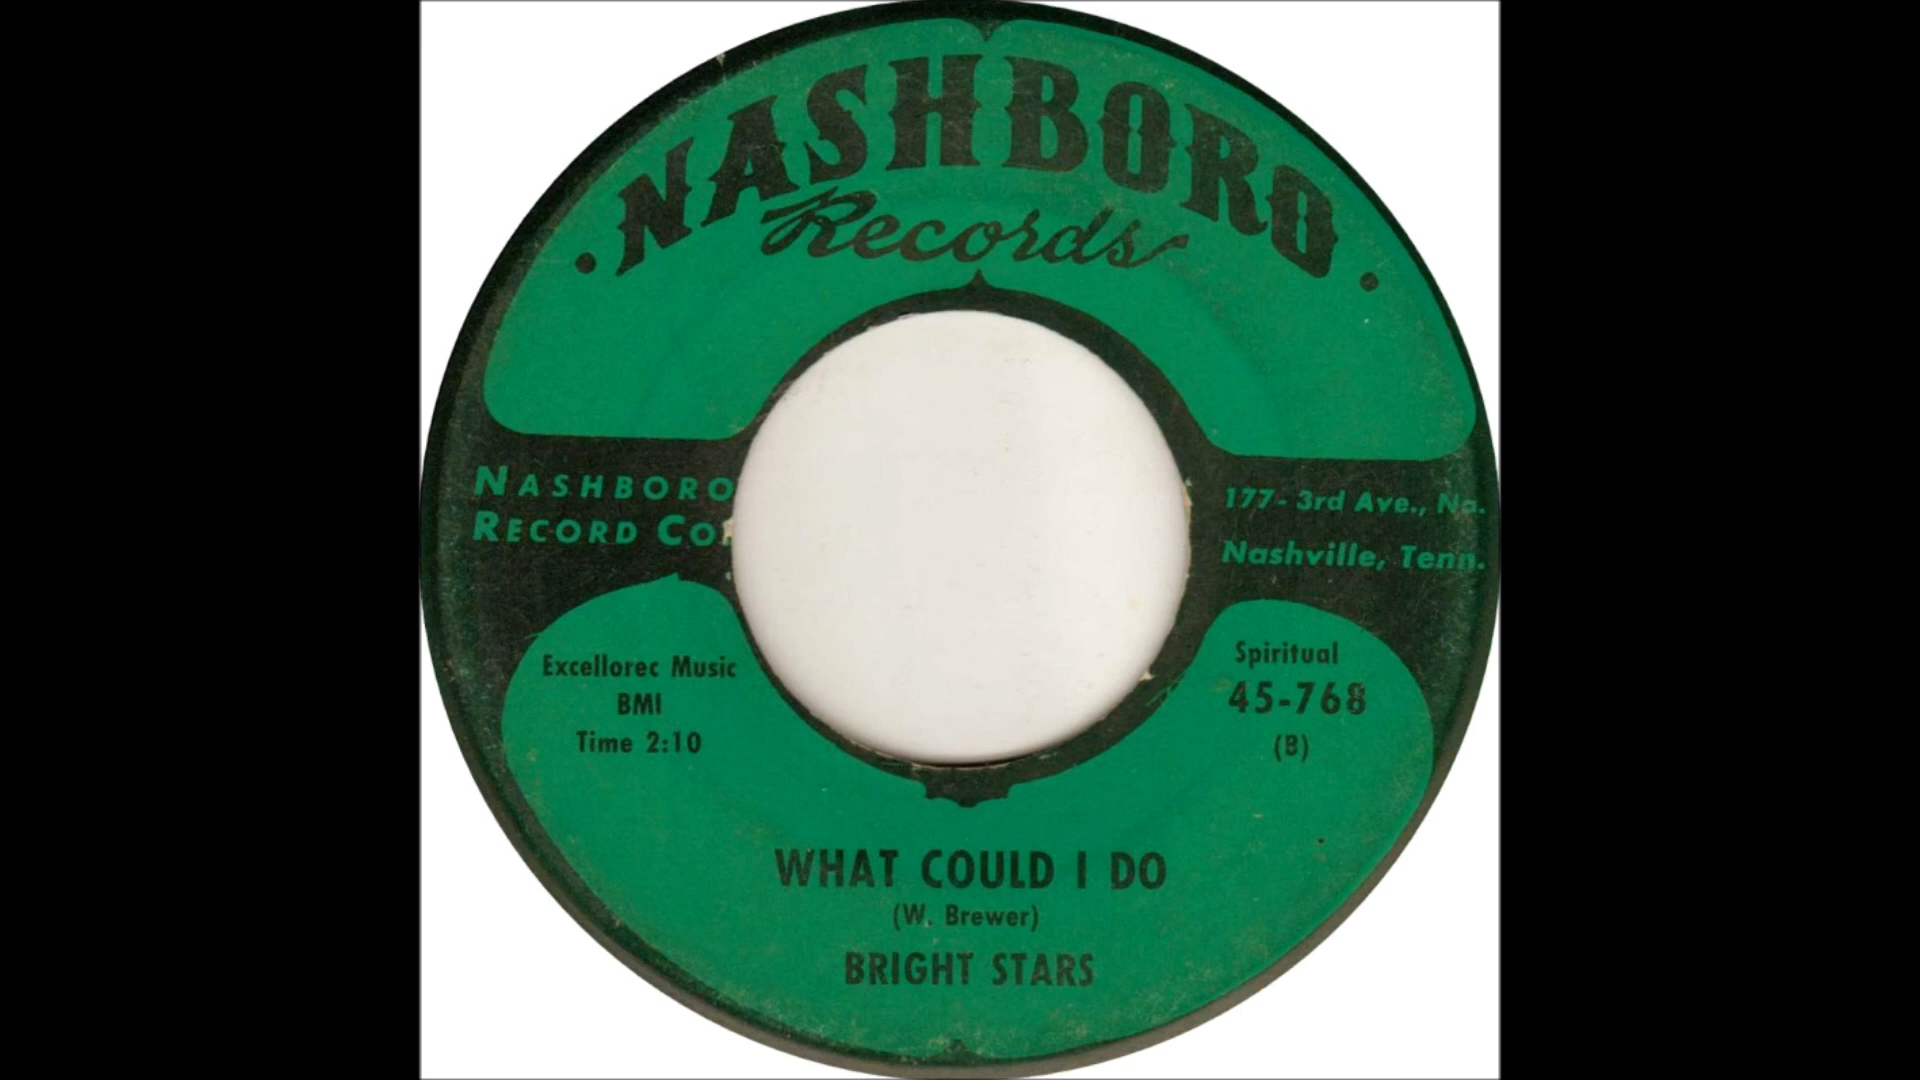 NASHBORO
Records
NASHBORO
RECORD CO
177-3rd Ave., No.
Nashville, Tenn.
Excellorec Music
BMI
Time 2:10
Spiritual
45-768
(B)
WHAT COULD I DO
(W. Brewer)
BRIGHT STARS